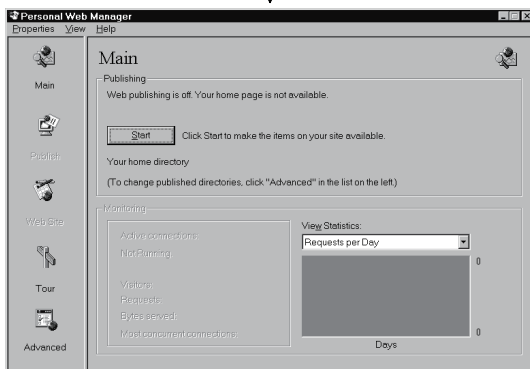 Personal Web Manager
Properties View Help
Main
Publish
Web Site
Tour
Advanced
Main
Publishing
Web publishing is off. Your home page is not available.
Start
Click Start to make the items on your site available.
Your home directory
(To change published directories, click "Advanced" in the list on the left.)
Monitoring
Active connections:
Not Running.
Visitors:
Requests:
Bytes served:
Most concurrent connections:
View Statistics:
Requests per Day
0
0
Days